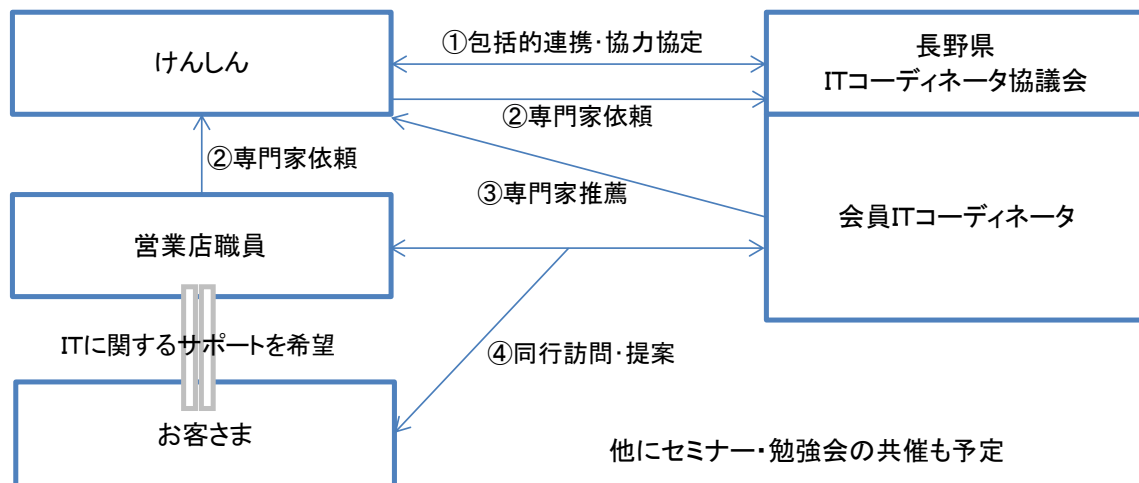 けんしん
①包括的連携・協力協定
長野県
ITコーディネータ協議会
②専門家依頼
②専門家依頼
③専門家推薦
会員ITコーディネータ
営業店職員
ITに関するサポートを希望
④同行訪問・提案
お客さま
他にセミナー・勉強会の共催も予定